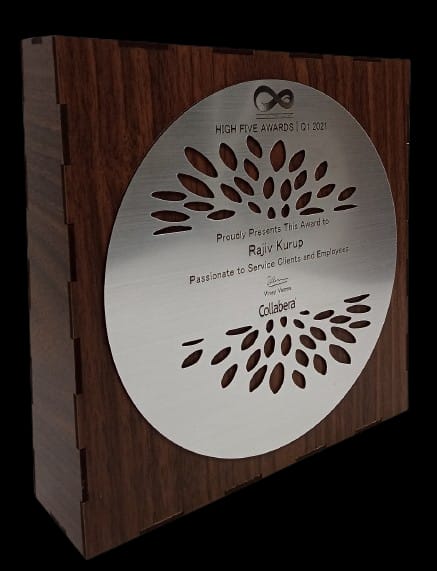 HIGH FIVE AWARDS | Q1 2021
Proudly Presents This Award to
Rajiv Kurup
Passionate to Service Clients and Employees
Collabera